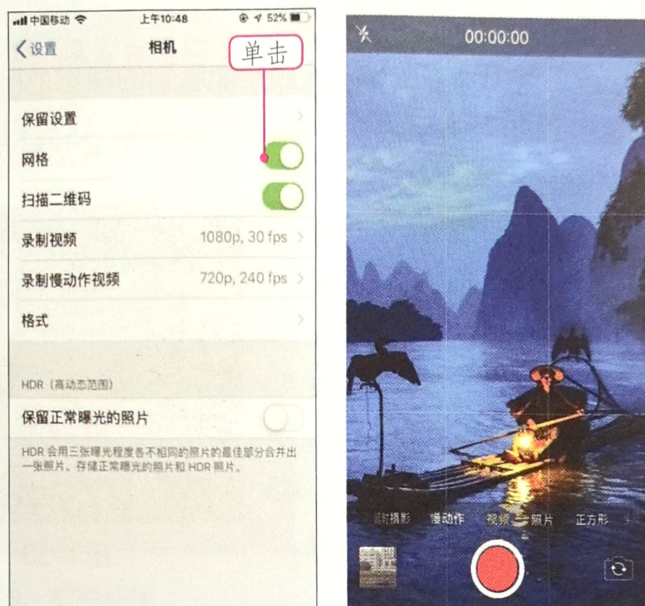 中国移动
上午10:48
52%
设置
相机
单击
保留设置
网格
扫描二维码
录制视频
1080p, 30 fps
录制慢动作视频
720p, 240 fps
格式
HDR（高动态范围）
保留正常曝光的照片
HDR 会用三张曝光程度各不相同的照片的最佳部分合并出
一张照片。存储正常曝光的照片和 HDR 照片。
00:00:00
延时摄影 慢动作 视频 照片 正方形